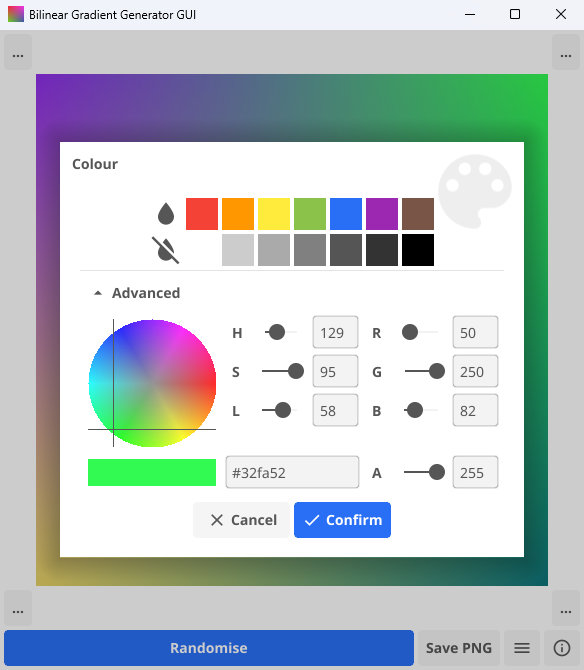 Bilinear Gradient Generator GUI
... ...
Colour
Advanced
H 129 R 50
S 95 G 250
L 58 B 82
#32fa52 A 255
Cancel Confirm
... ...
Randomise Save PNG